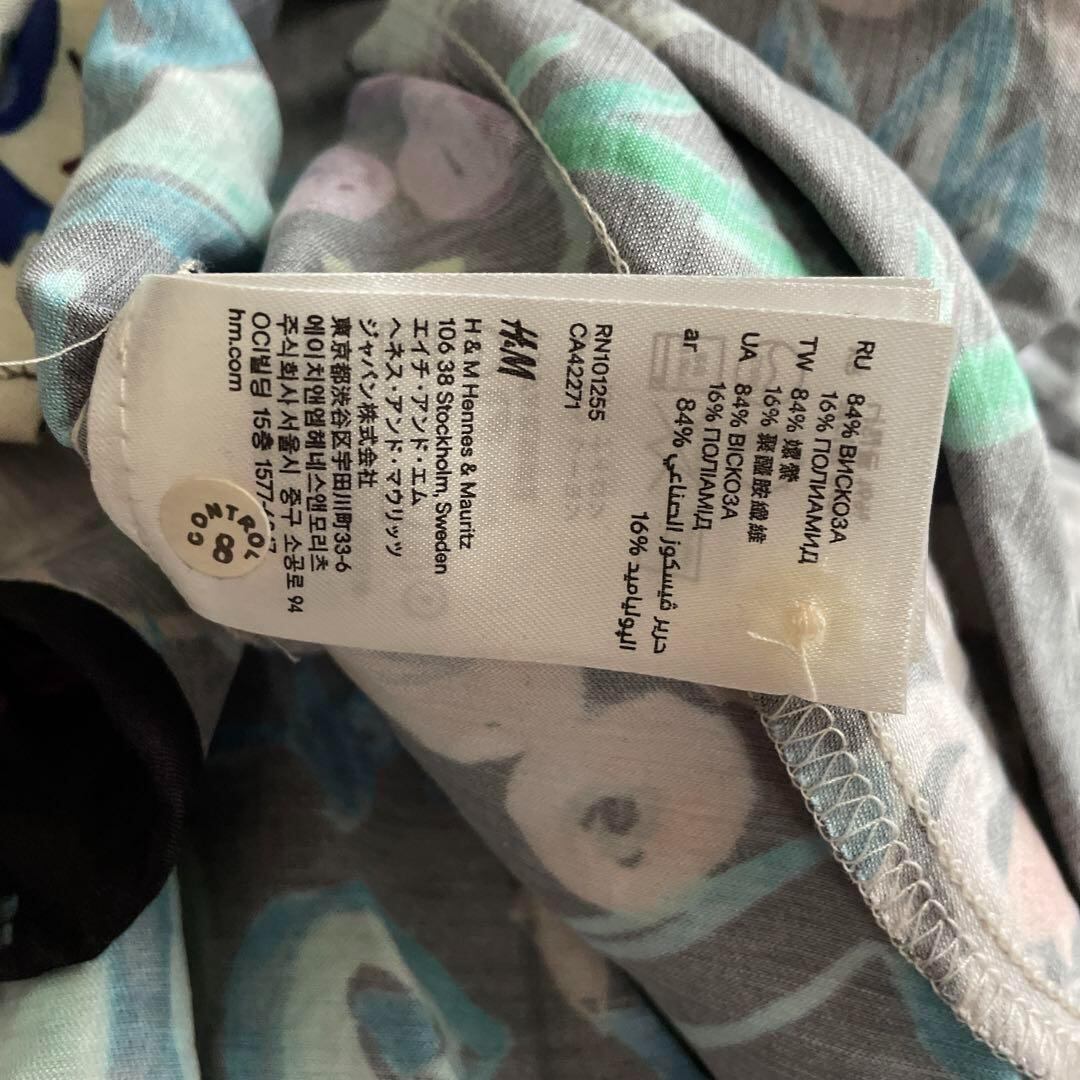 RU
84% ВИСКОЗА
16% ПОЛИАМИД
TW 84% 嫘縈
16% 聚醯胺纖維
UA 84% ВІСКОЗА
16% ПОЛІАМІД
ar
84% حرير فيسكوز الصناعي
16% البولياميد
RN101255
CA42271
H&M
H & M Hennes & Mauritz
106 38 Stockholm, Sweden
エイチ・アンド・エム
ヘネス・アンド・マウリッツ
ジャパン株式会社
東京都渋谷区宇田川町33-6
에이치앤엠헤네스앤모리츠
주식회사 서울시 중구 소공로 94
OCI빌딩 15층
hm.com
CONTROL
8